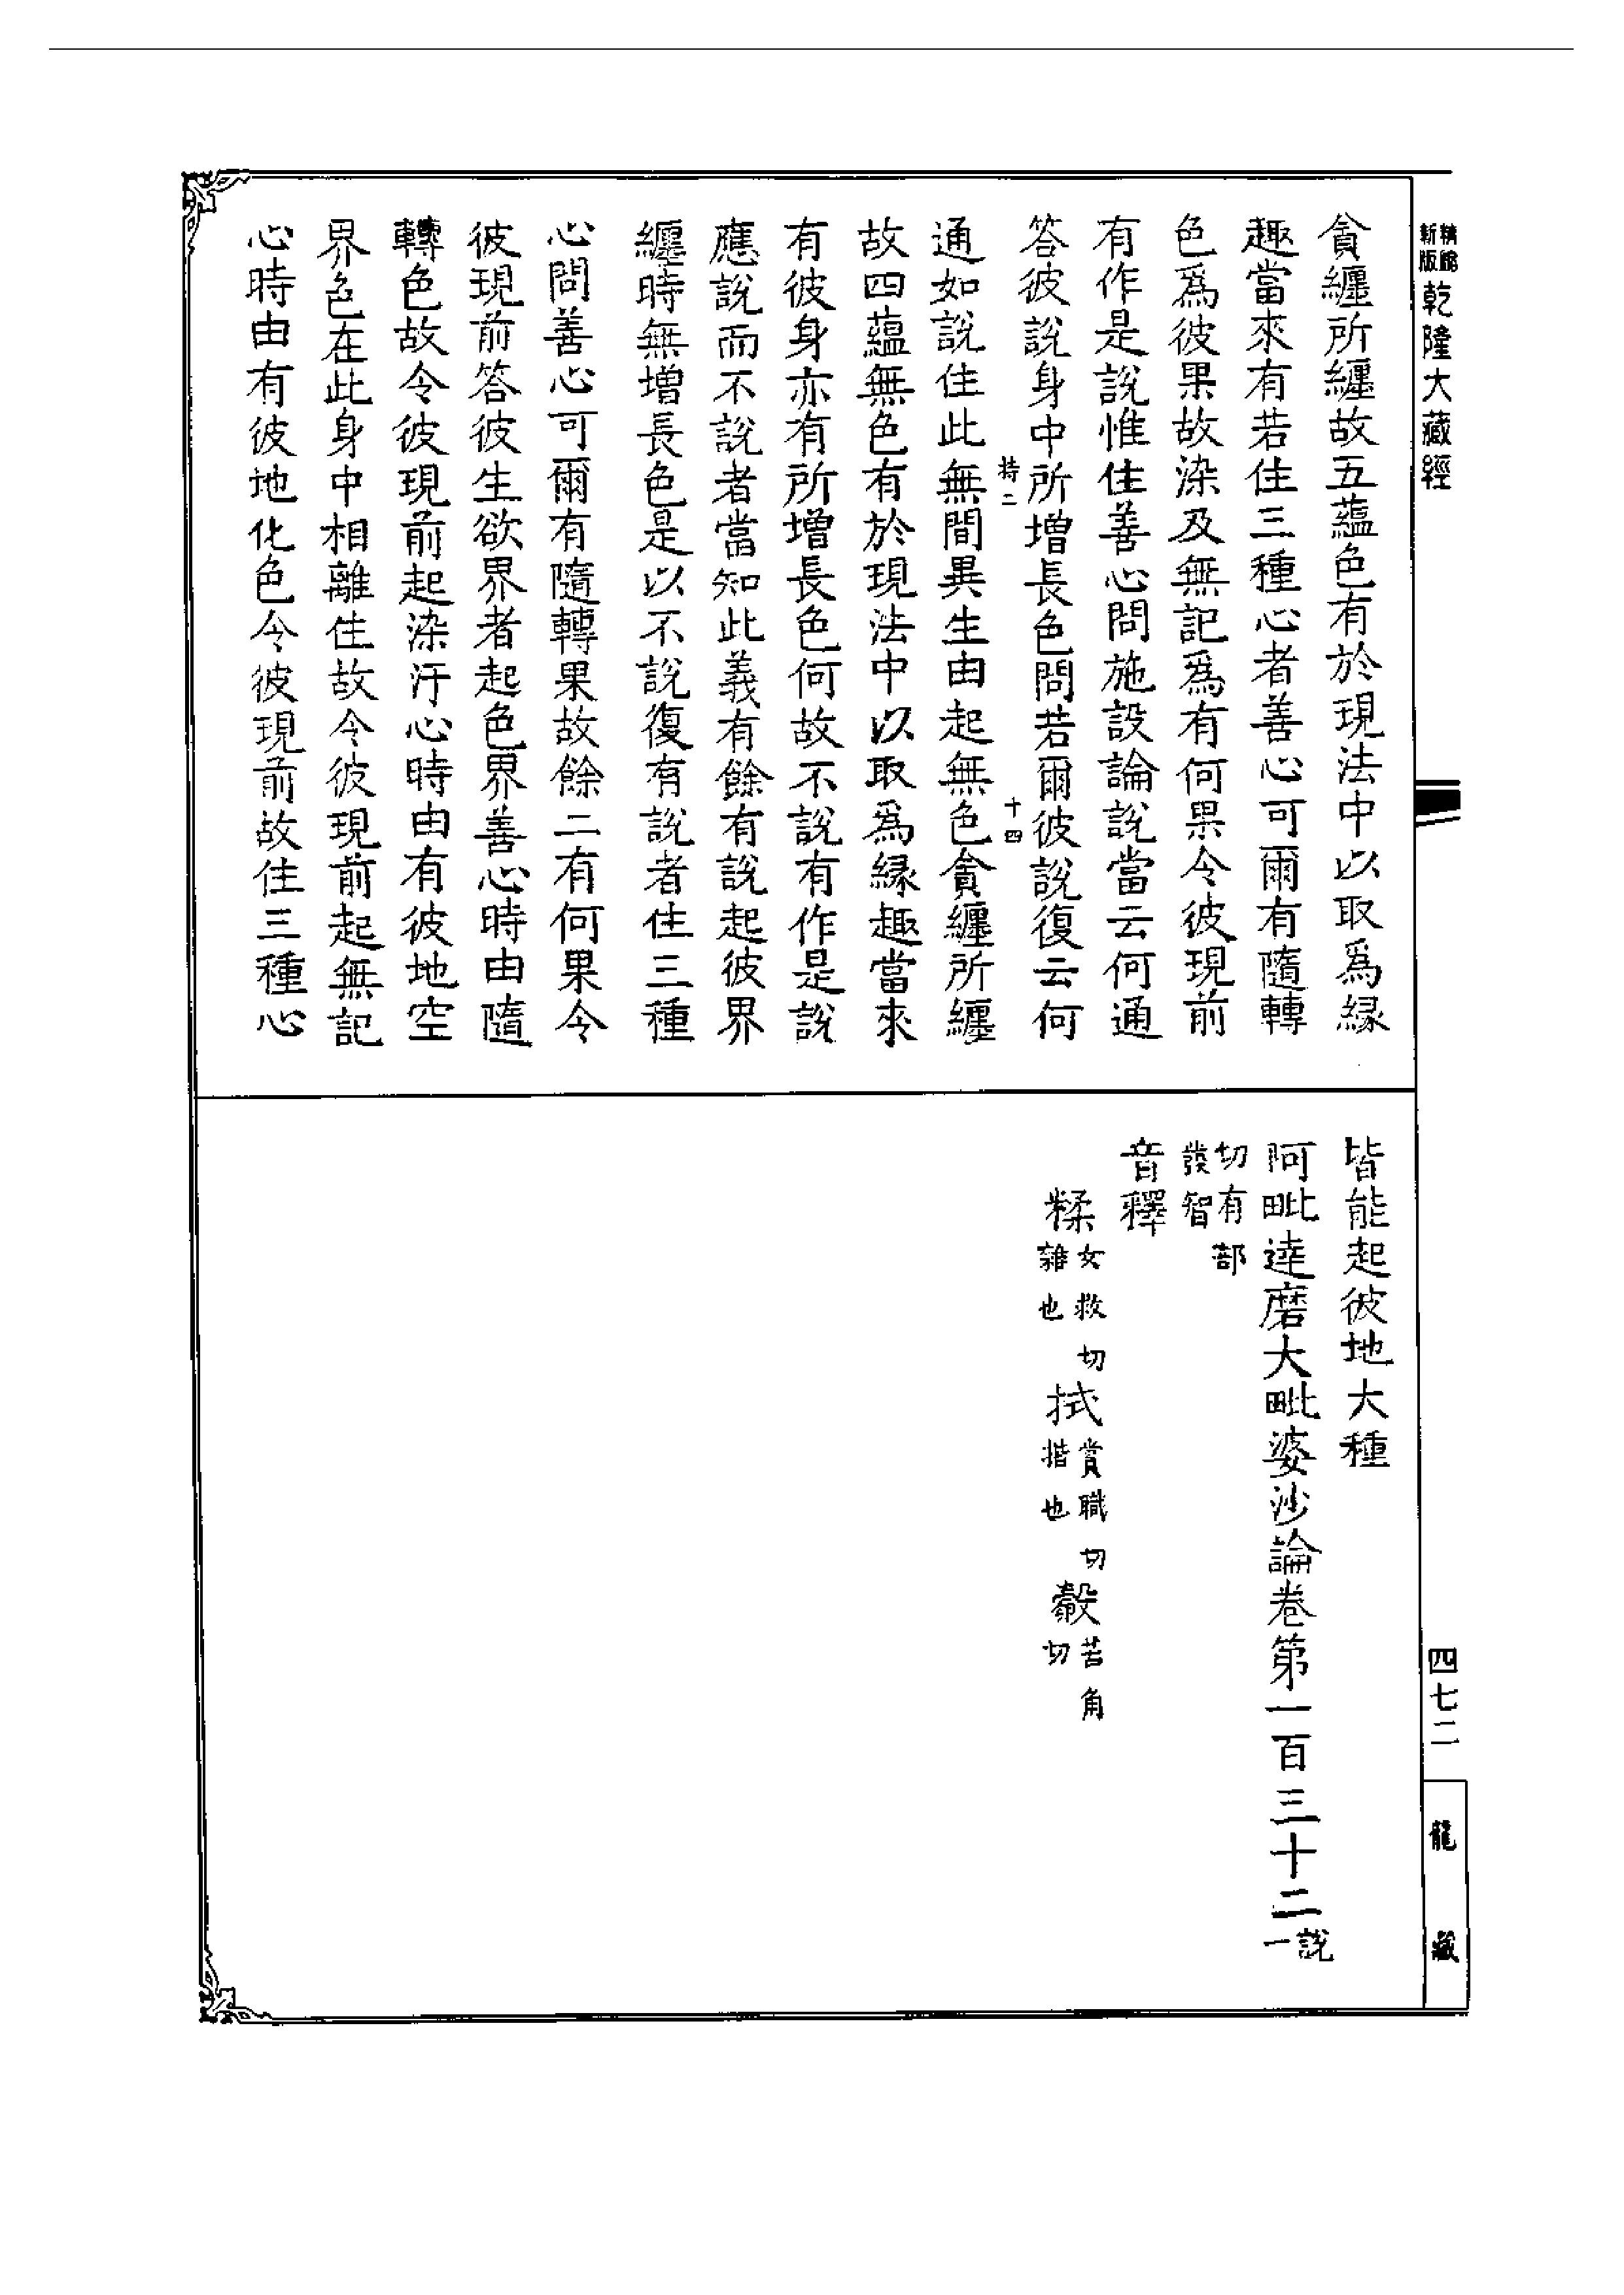 新版
精縮
乾隆大藏經
貪纏所纏故五蘊色有於現法中以取爲緣
趣當來有若住三種心者善心可爾有隨轉
色爲彼果故染及無記爲有何果令彼現前
有作是說惟住善心問施設論說當云何通
答彼說身中所增長色問若爾彼說復云何
持二
十四
通如說住此無間異生由起無色貪纏所纏
故四蘊無色有於現法中以取爲緣趣當來
有彼身亦有所增長色何故不說有作是說
應說而不說者當知此義有餘有說起彼界
纏時無增長色是以不說復有說者住三種
心問善心可爾有隨轉果故餘二有何果令
彼現前答彼生欲界者起色界善心時由隨
轉色故令彼現前起染汙心時由有彼地空
界色在此身中相離住故令彼現前起無記
心時由有彼地化色令彼現前故住三種心
皆能起彼地大種
阿毗達磨大毗婆沙論卷第一百三十二說一
切有部
發智
音釋
糅女救切雜也拭賞職切揩也㲉苦角切
四七二
龍藏